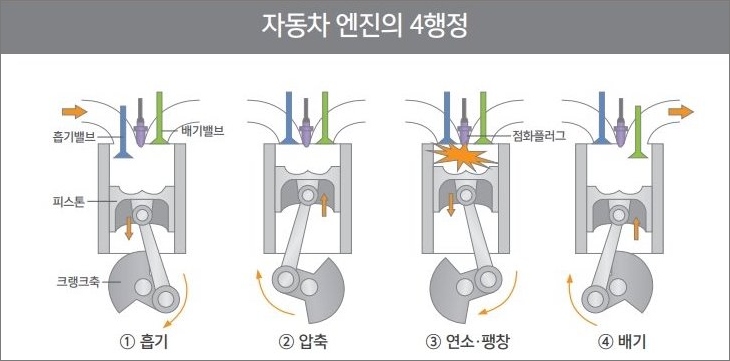 자동차 엔진의 4행정
흡기밸브
배기밸브
점화플러그
피스톤
크랭크축
① 흡기
② 압축
③ 연소·팽창
④ 배기